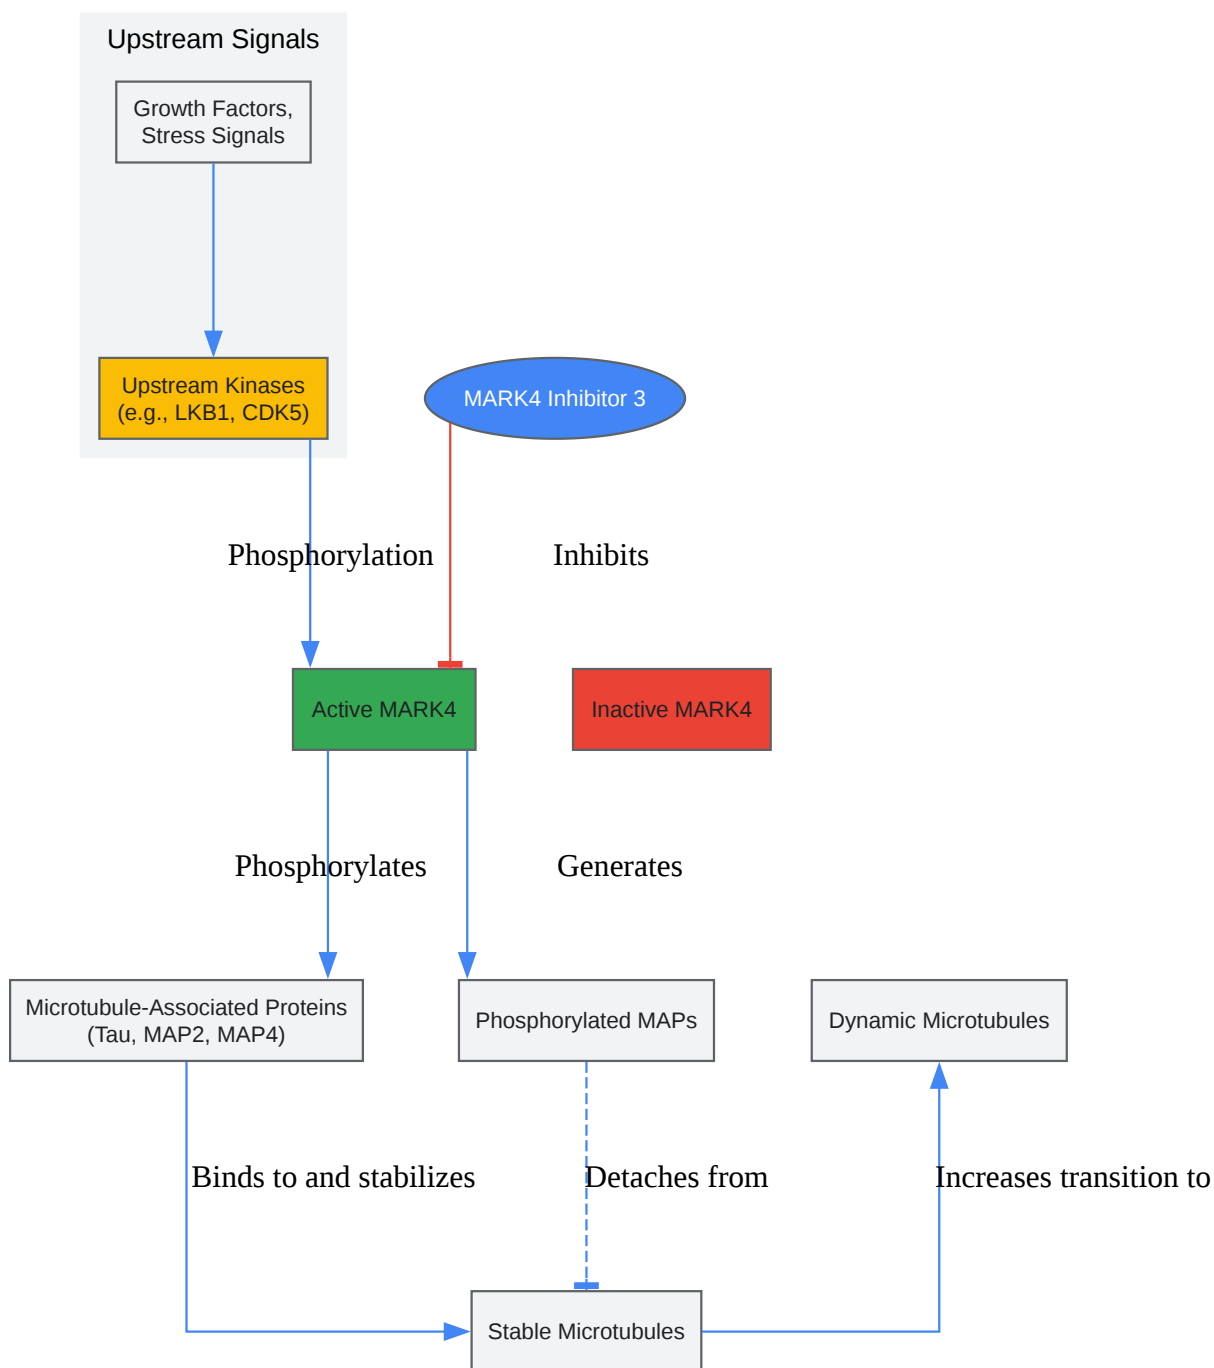 Upstream Signals
Growth Factors,
Stress Signals
Upstream Kinases
(e.g., LKB1, CDK5)
MARK4 Inhibitor 3
Phosphorylation
Inhibits
Active MARK4
Inactive MARK4
Phosphorylates
Generates
Microtubule-Associated Proteins
(Tau, MAP2, MAP4)
Phosphorylated MAPs
Dynamic Microtubules
Binds to and stabilizes
Detaches from
Increases transition to
Stable Microtubules